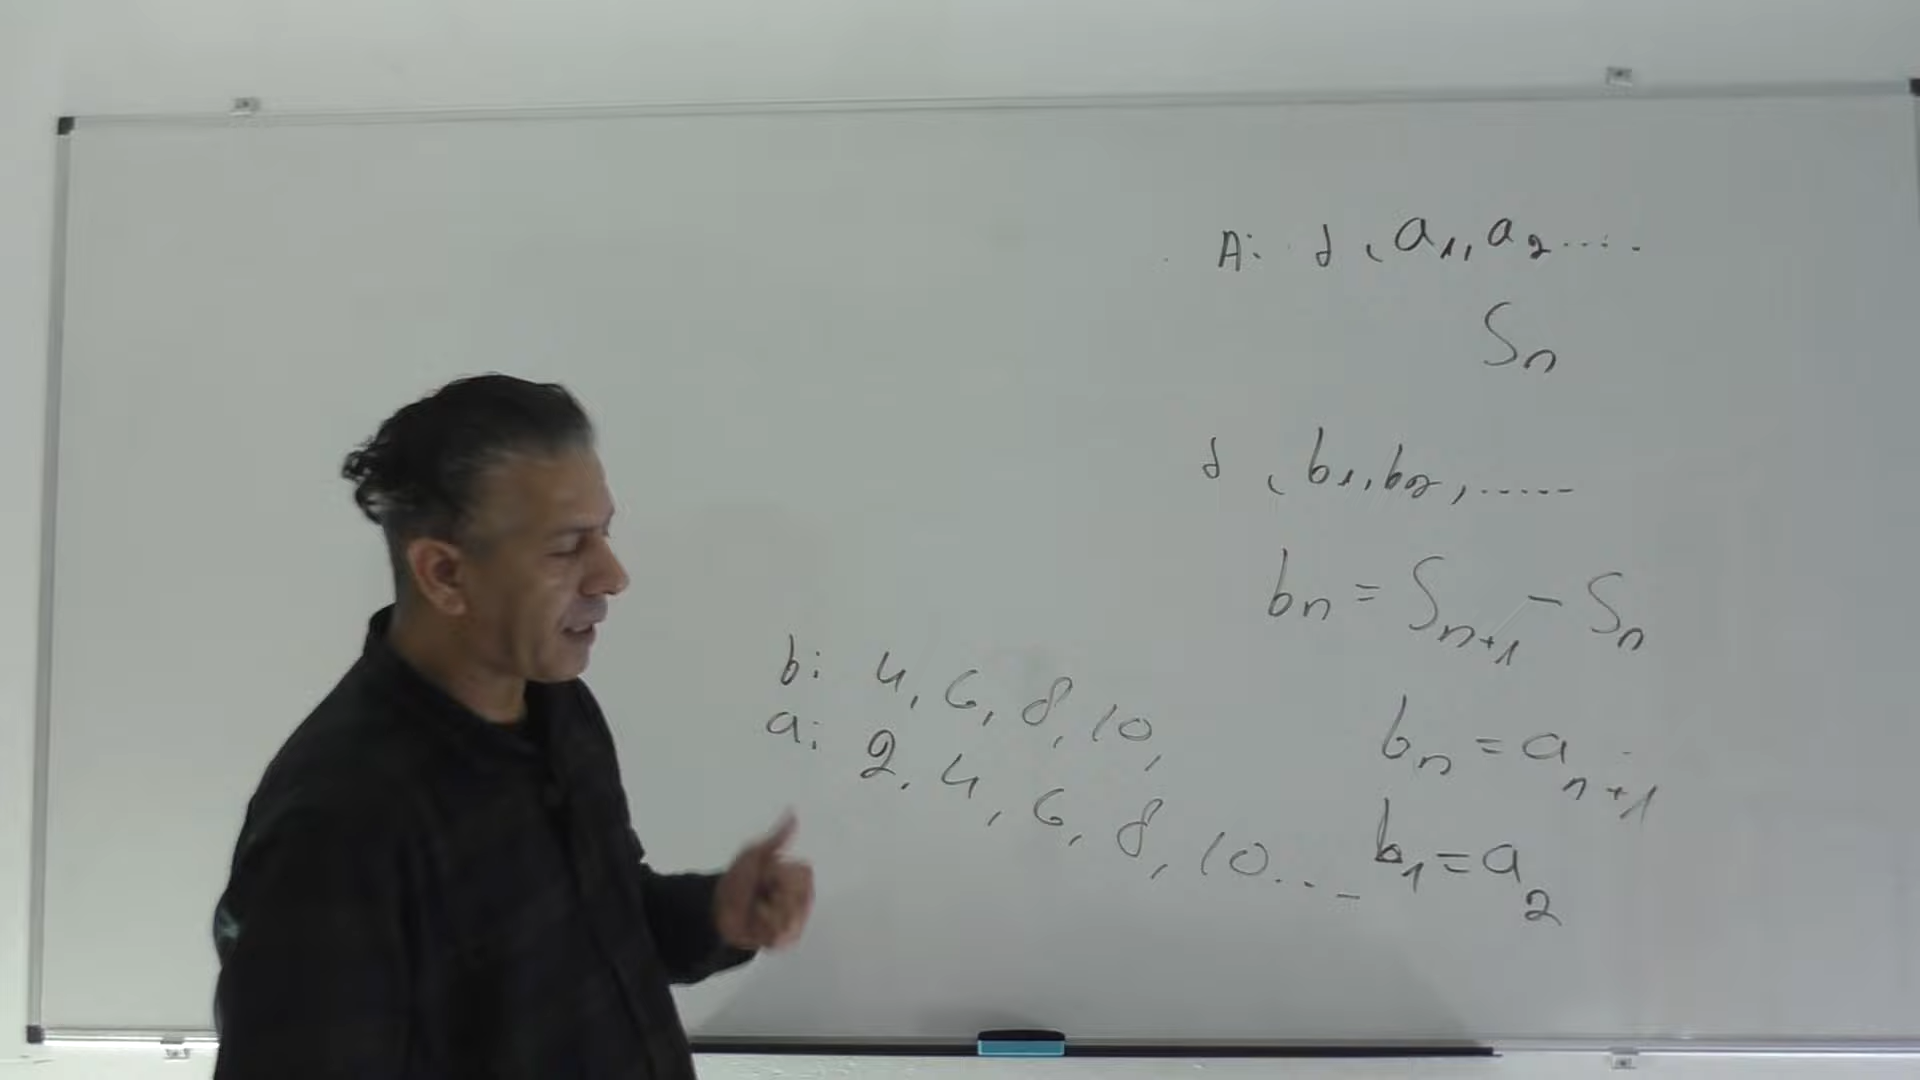 A: d, a₁, a₂.....
Sₙ
d, b₁, b₂, .....
bₙ = Sₙ₊₁ - Sₙ
b: 4, 6, 8, 10,
a: 2, 4, 6, 8, 10...
bₙ = aₙ₊₁
b₁ = a₂